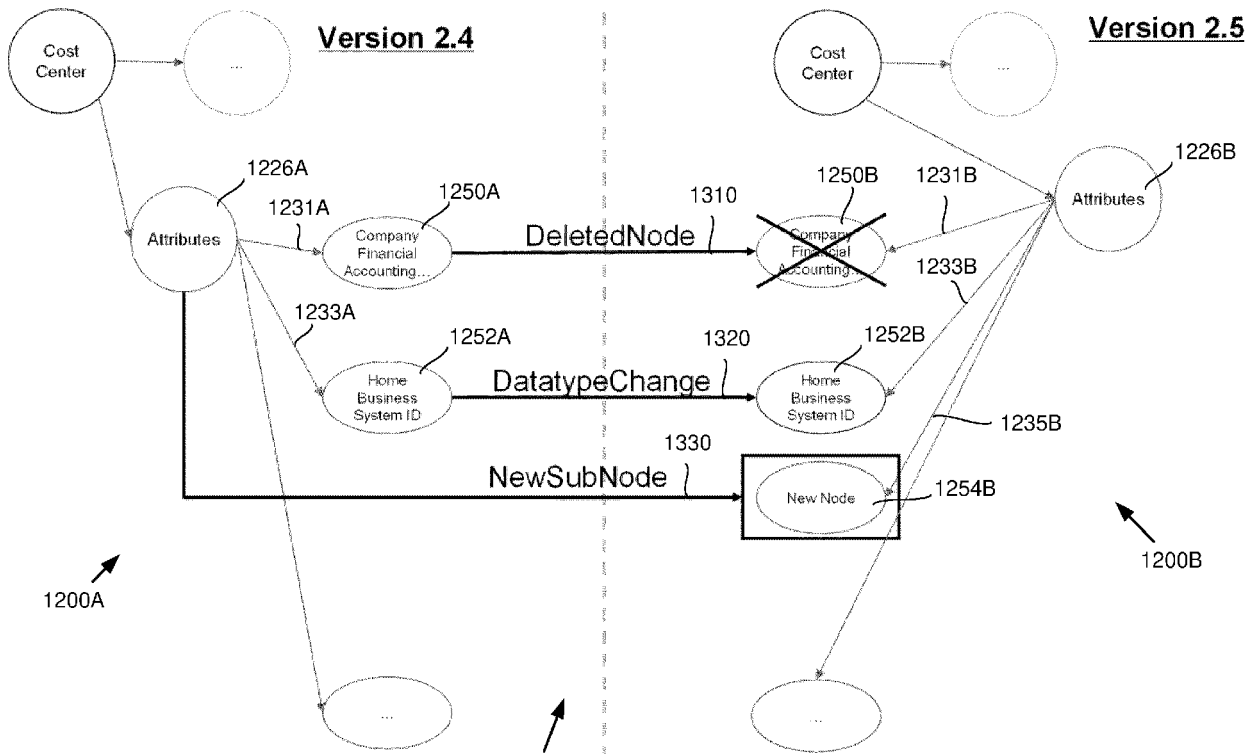 Version 2.4
Version 2.5
Cost
Center
...
Cost
Center
...
1226A
1226B
Attributes
Attributes
1231A
1250A
1310
1250B
1231B
Company
Financial
Accounting...
DeletedNode
Company
Financial
Accounting...
1233A
1233B
1252A
1320
1252B
Home
Business
System ID
DatatypeChange
Home
Business
System ID
1235B
1330
NewSubNode
New Node
1254B
1200A
1200B
...
...